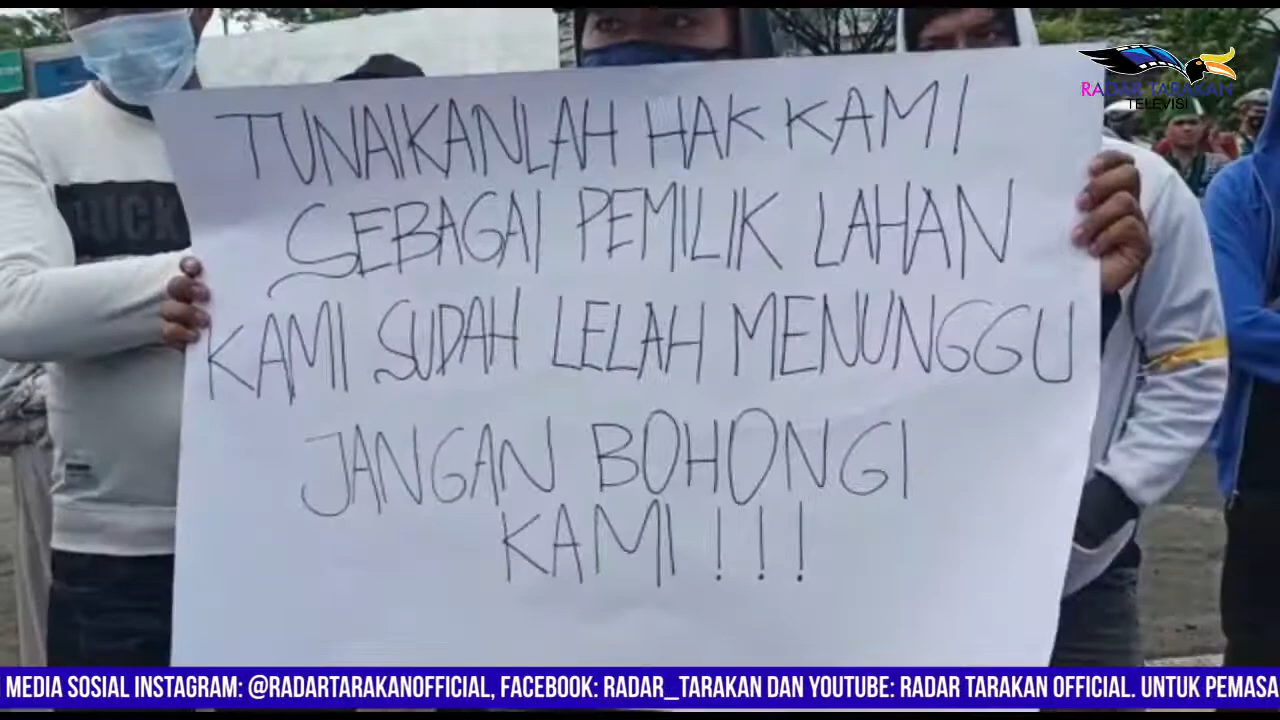 RADAR TARAKAN
TELEVISI
BUCK
TUNAIKANLAH HAK KAMI
SEBAGAI PEMILIK LAHAN
KAMI SUDAH LELAH MENUNGGU
JANGAN BOHONGI
KAMI ! ! !
MEDIA SOSIAL INSTAGRAM: @RADARTARAKANOFFICIAL, FACEBOOK: RADAR_TARAKAN DAN YOUTUBE: RADAR TARAKAN OFFICIAL. UNTUK PEMASA